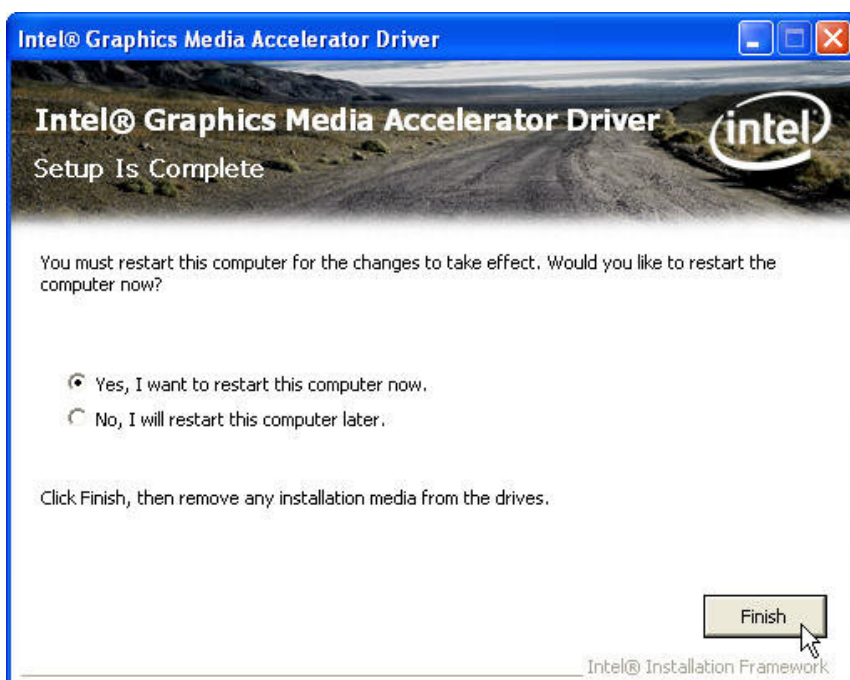 Intel® Graphics Media Accelerator Driver
Intel® Graphics Media Accelerator Driver
intel
Setup Is Complete
You must restart this computer for the changes to take effect. Would you like to restart the
computer now?
Yes, I want to restart this computer now.
No, I will restart this computer later.
Click Finish, then remove any installation media from the drives.
Finish
Intel® Installation Framework